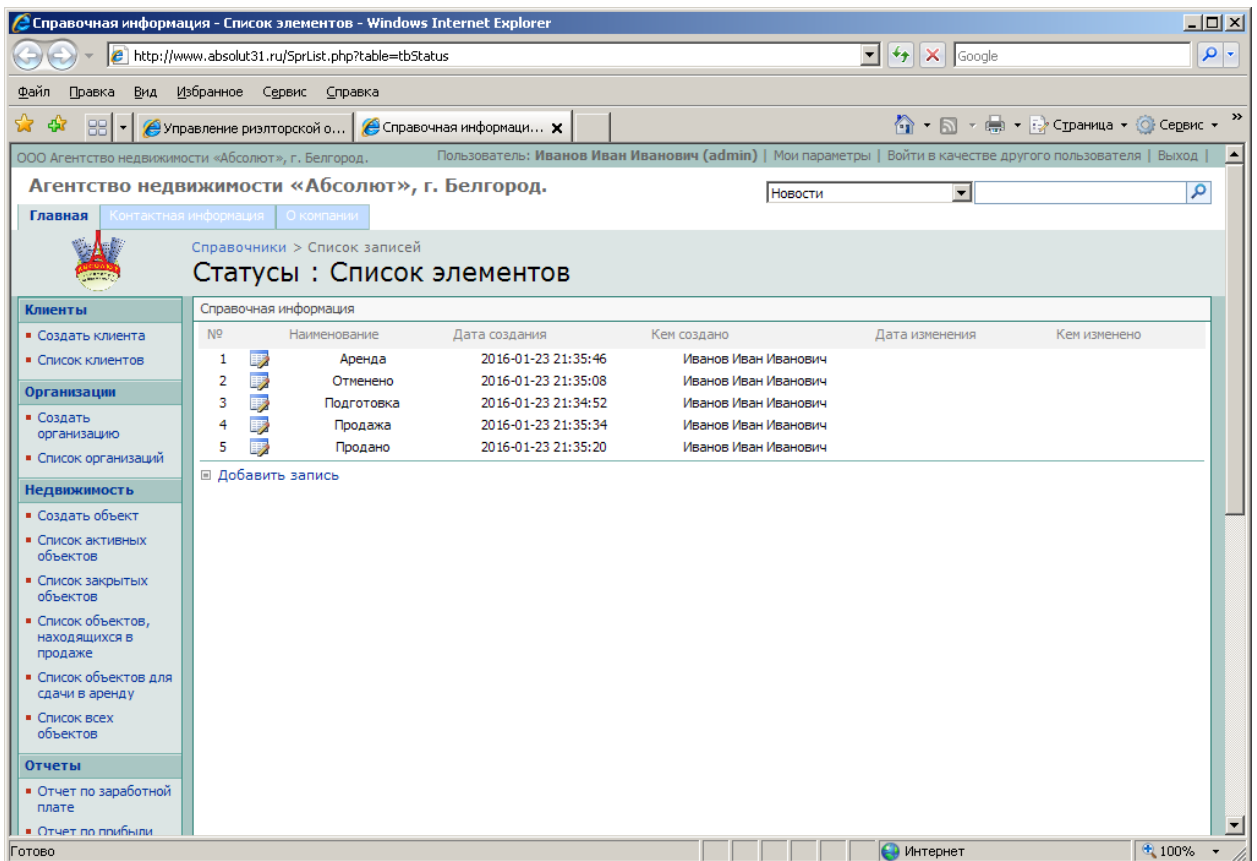 Справочная информация - Список элементов - Windows Internet Explorer
http://www.absolut31.ru/SprList.php?table=tbStatus
Google
Файл Правка Вид Избранное Сервис Справка
Управление риэлторской о... Справочная информаци... Страница Сервис
ООО Агентство недвижимости «Абсолют», г. Белгород. Пользователь: Иванов Иван Иванович (admin) | Мои параметры | Войти в качестве другого пользователя | Выход |
Агентство недвижимости «Абсолют», г. Белгород.
Новости
Главная Контактная информация О компании
Справочники > Список записей
Статусы : Список элементов
Клиенты
Создать клиента
Список клиентов
Организации
Создать
организацию
Список организаций
Недвижимость
Создать объект
Список активных
объектов
Список закрытых
объектов
Список объектов,
находящихся в
продаже
Список объектов для
сдачи в аренду
Список всех
объектов
Отчеты
Отчет по заработной
плате
Отчет по прибыли
Справочная информация
№ Наименование Дата создания Кем создано Дата изменения Кем изменено
1 Аренда 2016-01-23 21:35:46 Иванов Иван Иванович
2 Отменено 2016-01-23 21:35:08 Иванов Иван Иванович
3 Подготовка 2016-01-23 21:34:52 Иванов Иван Иванович
4 Продажа 2016-01-23 21:35:34 Иванов Иван Иванович
5 Продано 2016-01-23 21:35:20 Иванов Иван Иванович
Добавить запись
Готово Интернет 100%